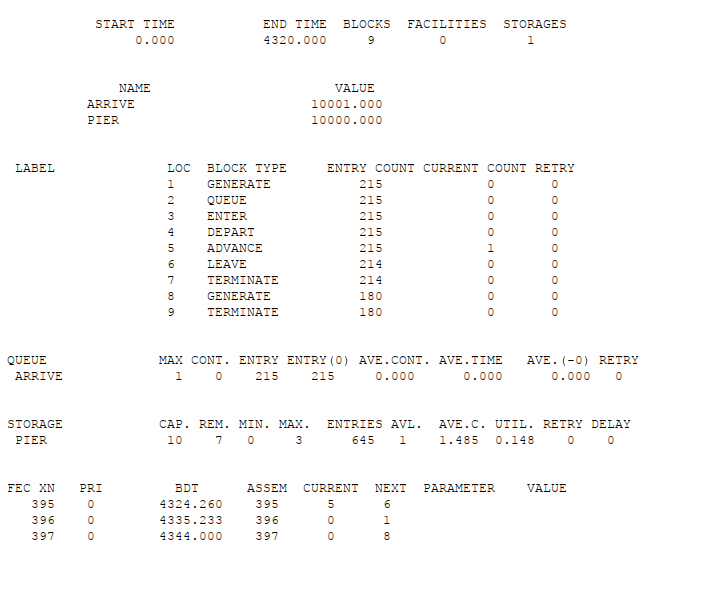 START TIME END TIME BLOCKS FACILITIES STORAGES
0.000 4320.000 9 0 1
NAME VALUE
ARRIVE 10001.000
PIER 10000.000
LABEL LOC BLOCK TYPE ENTRY COUNT CURRENT COUNT RETRY
1 GENERATE 215 0 0
2 QUEUE 215 0 0
3 ENTER 215 0 0
4 DEPART 215 0 0
5 ADVANCE 215 1 0
6 LEAVE 214 0 0
7 TERMINATE 214 0 0
8 GENERATE 180 0 0
9 TERMINATE 180 0 0
QUEUE MAX CONT. ENTRY ENTRY(0) AVE.CONT. AVE.TIME AVE.(-0) RETRY
ARRIVE 1 0 215 215 0.000 0.000 0.000 0
STORAGE CAP. REM. MIN. MAX. ENTRIES AVL. AVE.C. UTIL. RETRY DELAY
PIER 10 7 0 3 645 1 1.485 0.148 0 0
FEC XN PRI BDT ASSEM CURRENT NEXT PARAMETER VALUE
395 0 4324.260 395 5 6
396 0 4335.233 396 0 1
397 0 4344.000 397 0 8